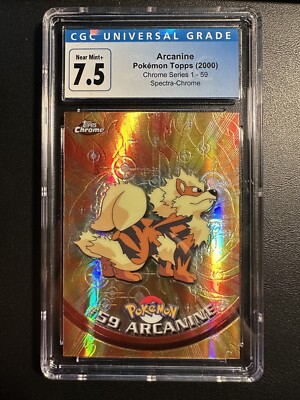 CGC UNIVERSAL GRADE
Near Mint+
7.5
Arcanine
Pokémon Topps (2000)
Chrome Series 1 - 59
Spectra-Chrome
Topps
Chrome
POKéMON
#59 ARCANINE